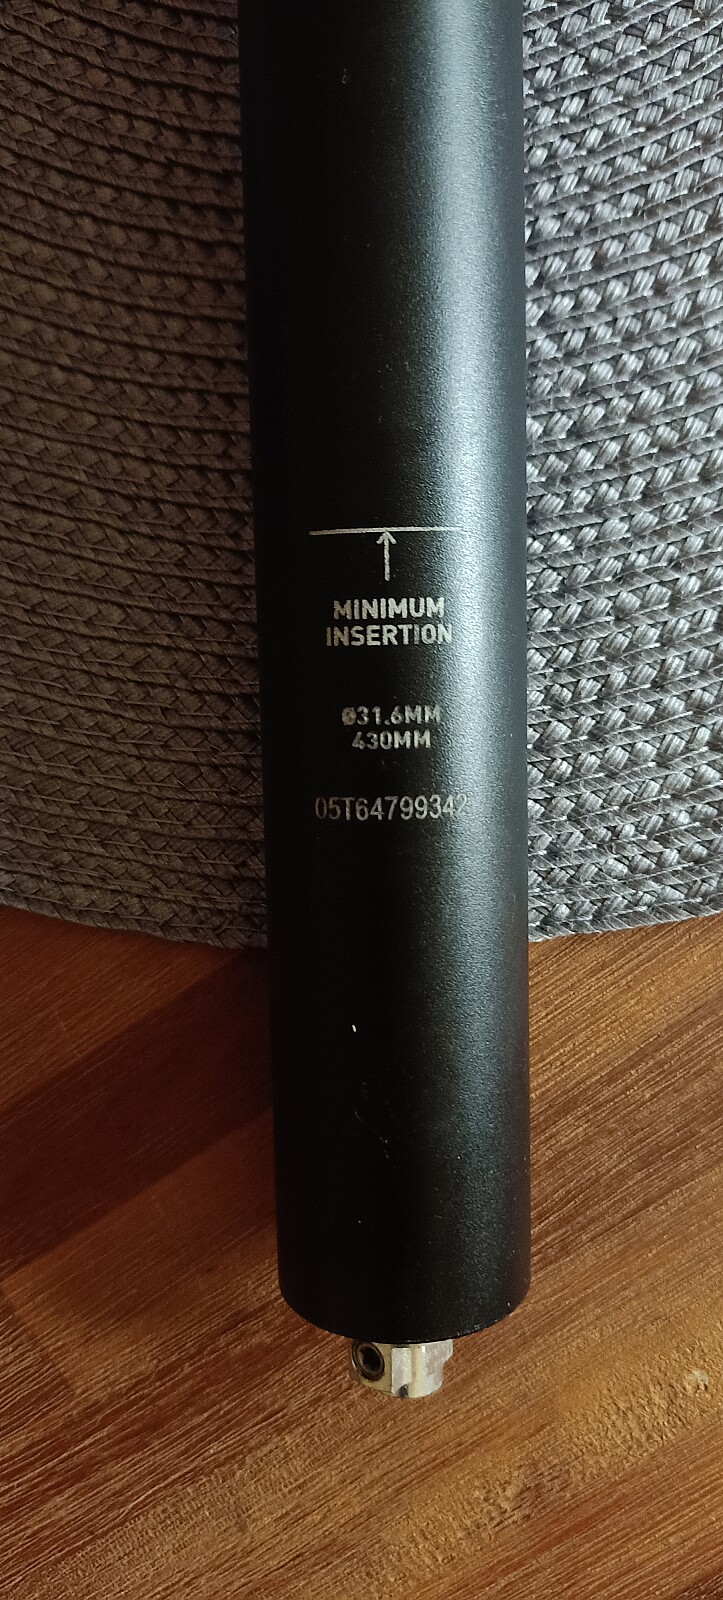 MINIMUM
INSERTION
Ø31.6MM
430MM
05T64799342